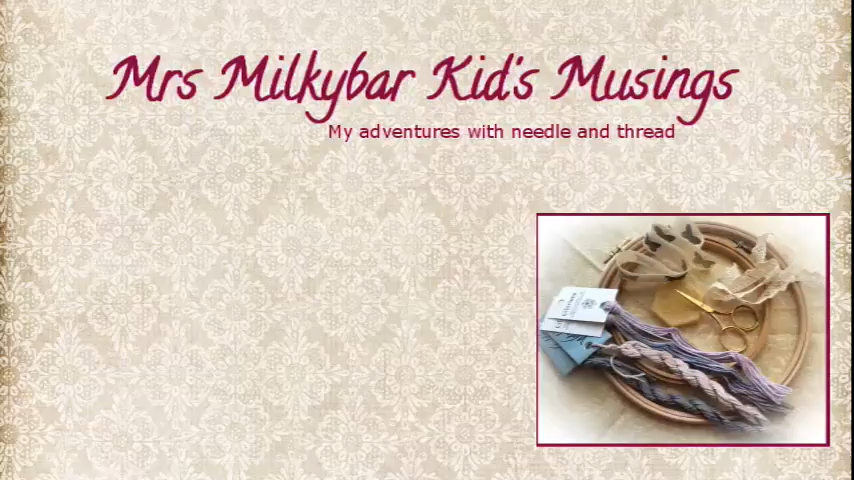 Mrs Milkybar Kid's Musings
My adventures with needle and thread